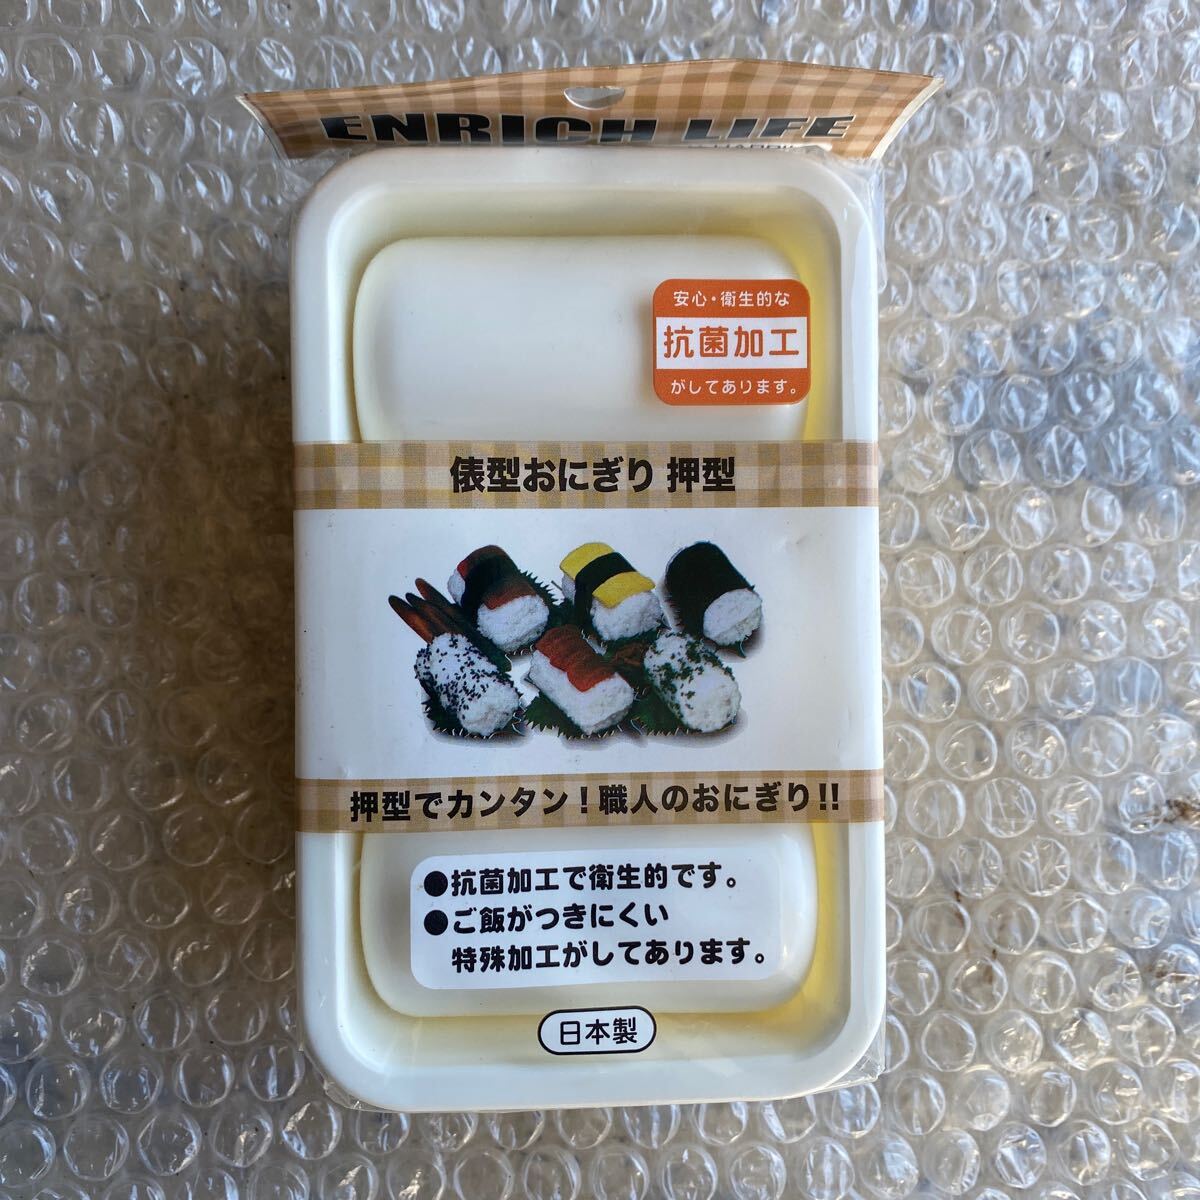 ENRICH LIFE
安心・衛生的な
抗菌加工
がしてあります。
俵型おにぎり 押型
押型でカンタン！職人のおにぎり!!
●抗菌加工で衛生的です。
●ご飯がつきにくい
特殊加工がしてあります。
日本製